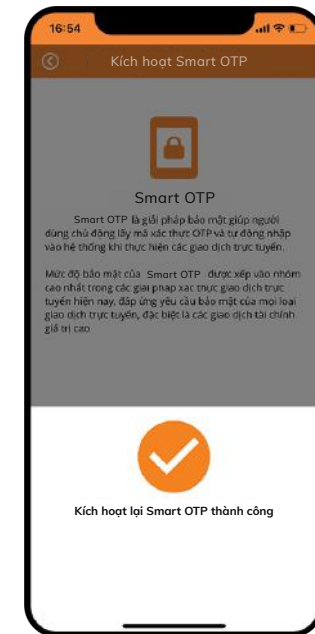 16:54
Kích hoạt Smart OTP
Smart OTP
Smart OTP là giải pháp bảo mật giúp người
dùng chủ động lấy mã xác thực OTP và tự động nhập
vào hệ thống khi thực hiện các giao dịch trực tuyến.
Mức độ bảo mật của Smart OTP được xếp vào nhóm
cao nhất trong các giải pháp xác thực giao dịch trực
tuyến hiện nay, đáp ứng yêu cầu bảo mật của mọi loại
giao dịch trực tuyến, đặc biệt là các giao dịch tài chính
giá trị cao
Kích hoạt lại Smart OTP thành công